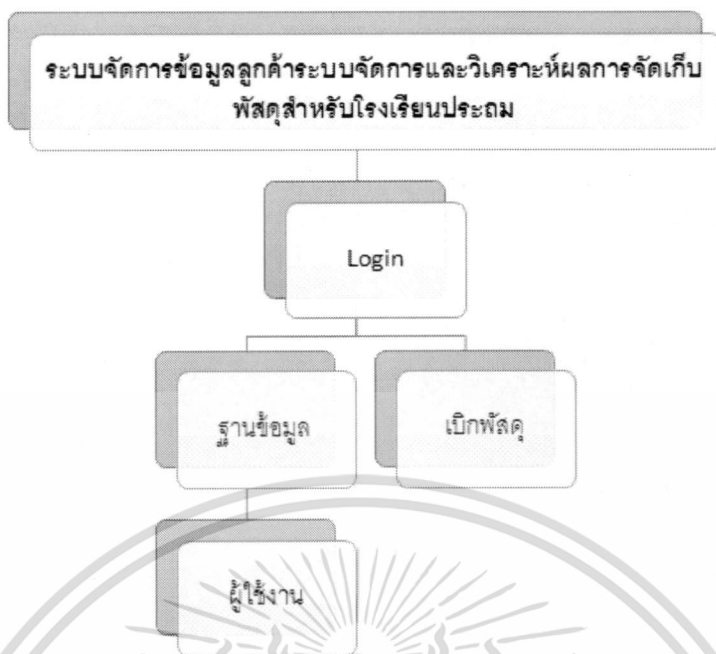 ระบบจัดการข้อมูลลูกค้าระบบจัดการและวิเคราะห์ผลการจัดเก็บ
พัสดุสำหรับโรงเรียนประถม
Login
ฐานข้อมูล
เบิกพัสดุ
ผู้ใช้งาน